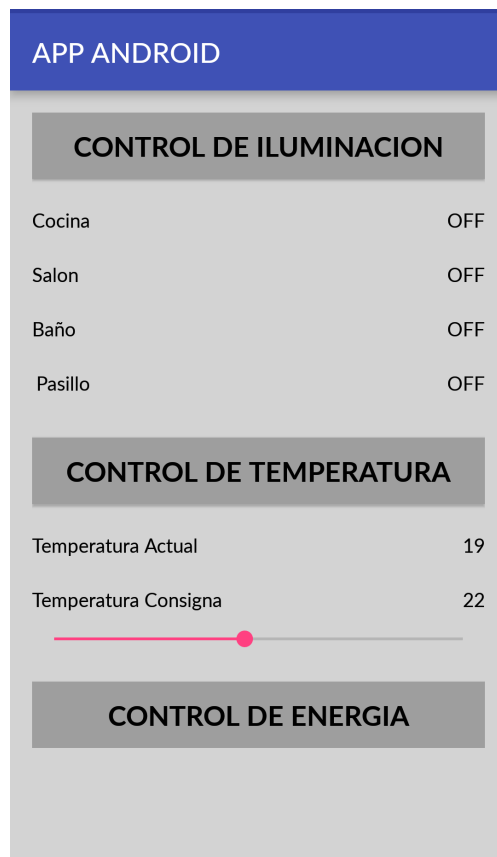 APP ANDROID
CONTROL DE ILUMINACION
Cocina OFF
Salon OFF
Baño OFF
Pasillo OFF
CONTROL DE TEMPERATURA
Temperatura Actual 19
Temperatura Consigna 22
CONTROL DE ENERGIA